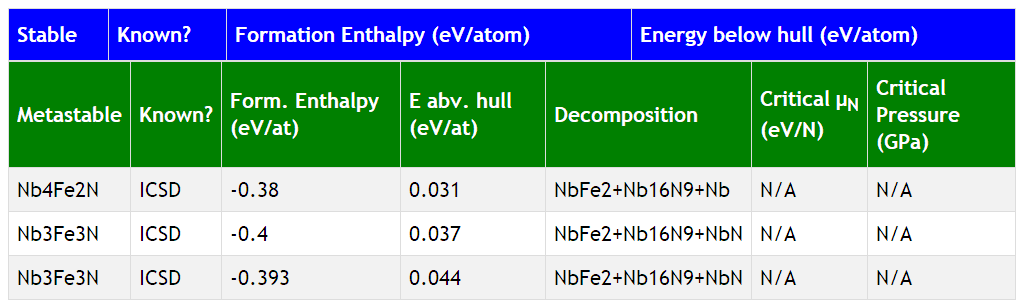 Stable Known? Formation Enthalpy (eV/atom) Energy below hull (eV/atom)
Metastable Known? Form. Enthalpy (eV/at) E abv. hull (eV/at) Decomposition Critical μN (eV/N) Critical Pressure (GPa)
Nb4Fe2N ICSD -0.38 0.031 NbFe2+Nb16N9+Nb N/A N/A
Nb3Fe3N ICSD -0.4 0.037 NbFe2+Nb16N9+NbN N/A N/A
Nb3Fe3N ICSD -0.393 0.044 NbFe2+Nb16N9+NbN N/A N/A